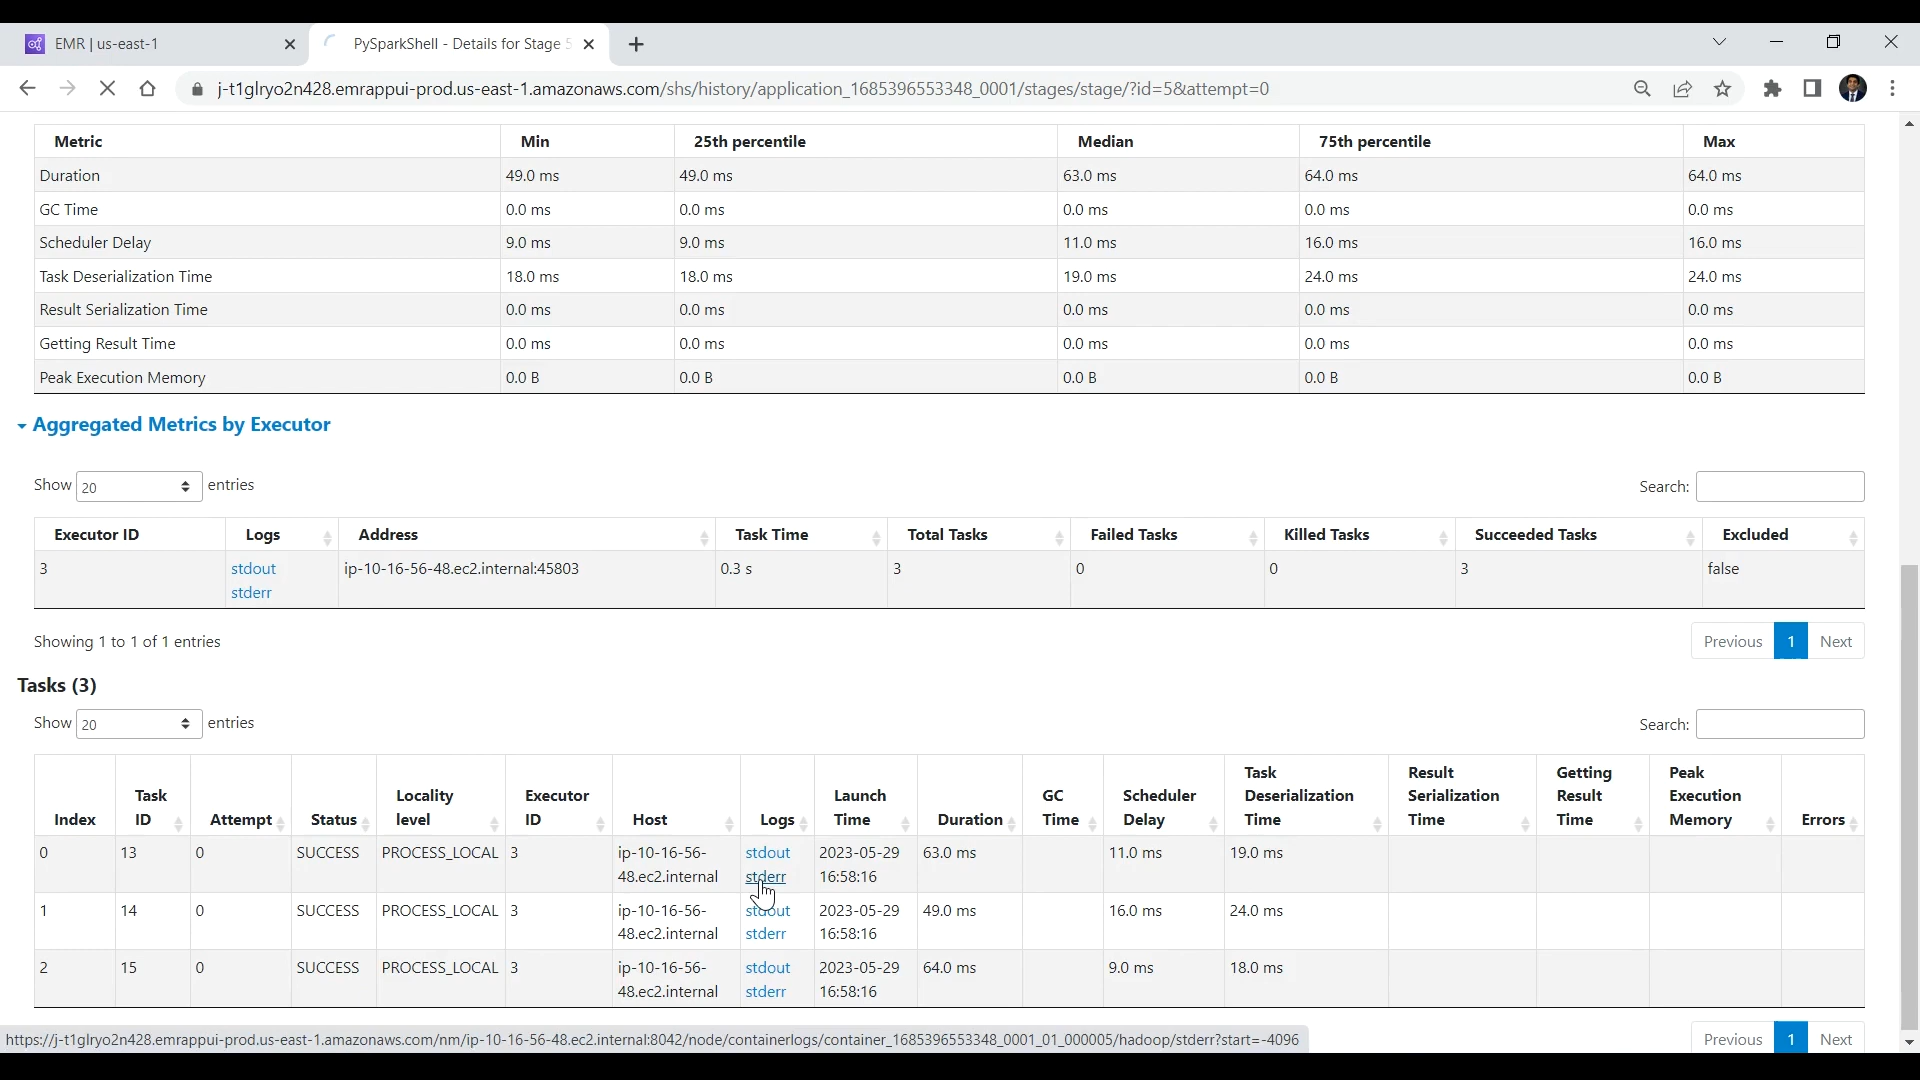 EMR | us-east-1
PySparkShell - Details for Stage 5
j-t1glryo2n428.emrappui-prod.us-east-1.amazonaws.com/shs/history/application_1685396553348_0001/stages/stage/?id=5&attempt=0
Metric Min 25th percentile Median 75th percentile Max
Duration 49.0 ms 49.0 ms 63.0 ms 64.0 ms 64.0 ms
GC Time 0.0 ms 0.0 ms 0.0 ms 0.0 ms 0.0 ms
Scheduler Delay 9.0 ms 9.0 ms 11.0 ms 16.0 ms 16.0 ms
Task Deserialization Time 18.0 ms 18.0 ms 19.0 ms 24.0 ms 24.0 ms
Result Serialization Time 0.0 ms 0.0 ms 0.0 ms 0.0 ms 0.0 ms
Getting Result Time 0.0 ms 0.0 ms 0.0 ms 0.0 ms 0.0 ms
Peak Execution Memory 0.0 B 0.0 B 0.0 B 0.0 B 0.0 B
Aggregated Metrics by Executor
Show 20 entries Search:
Executor ID Logs Address Task Time Total Tasks Failed Tasks Killed Tasks Succeeded Tasks Excluded
3 stdout ip-10-16-56-48.ec2.internal:45803 0.3 s 3 0 0 3 false
stderr
Showing 1 to 1 of 1 entries Previous 1 Next
Tasks (3)
Show 20 entries Search:
Task Result Getting Peak
Task Locality Executor Launch GC Scheduler Deserialization Serialization Result Execution
Index ID Attempt Status level ID Host Logs Time Duration Time Delay Time Time Time Memory Errors
0 13 0 SUCCESS PROCESS_LOCAL 3 ip-10-16-56- stdout 2023-05-29 63.0 ms 11.0 ms 19.0 ms
48.ec2.internal stderr 16:58:16
1 14 0 SUCCESS PROCESS_LOCAL 3 ip-10-16-56- stdout 2023-05-29 49.0 ms 16.0 ms 24.0 ms
48.ec2.internal stderr 16:58:16
2 15 0 SUCCESS PROCESS_LOCAL 3 ip-10-16-56- stdout 2023-05-29 64.0 ms 9.0 ms 18.0 ms
48.ec2.internal stderr 16:58:16
https://j-t1glryo2n428.emrappui-prod.us-east-1.amazonaws.com/nm/ip-10-16-56-48.ec2.internal:8042/node/containerlogs/container_1685396553348_0001_01_000005/hadoop/stderr?start=-4096 Previous 1 Next